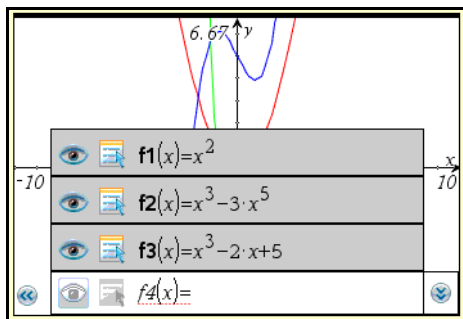 6.67 y
f1(x)=x²
-10 x 10
f2(x)=x³-3·x⁵
f3(x)=x³-2·x+5
f4(x)=